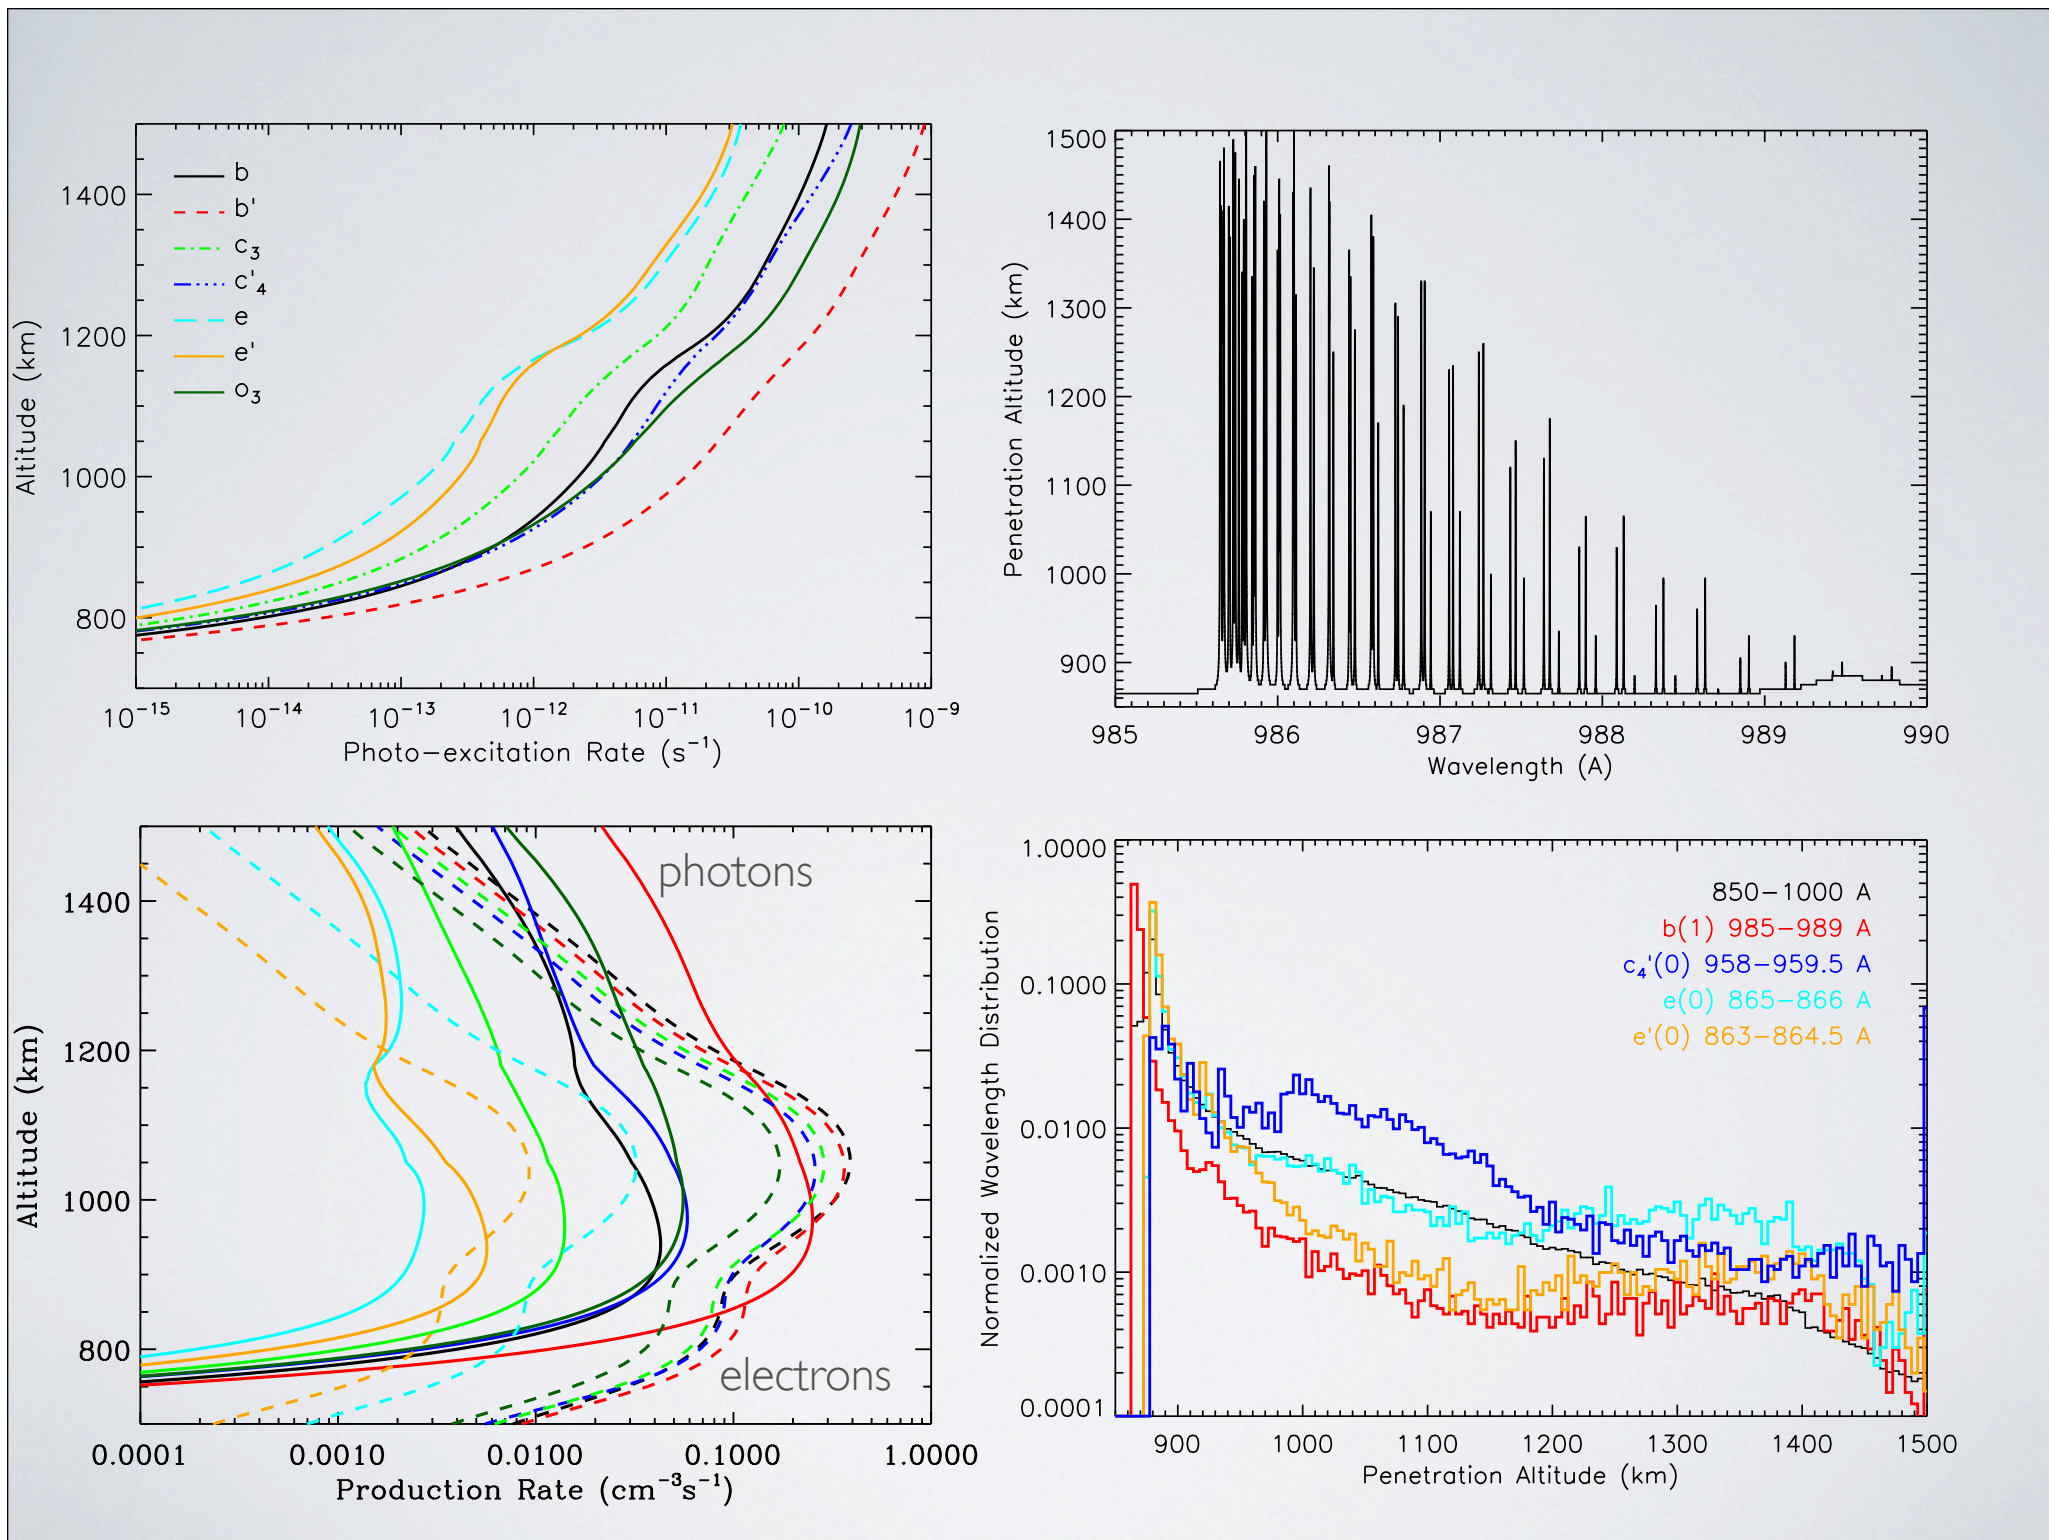 1400
1200
1000
800
Altitude (km)
b
b'
c₃
c'₄
e
e'
o₃
10⁻¹⁵ 10⁻¹⁴ 10⁻¹³ 10⁻¹² 10⁻¹¹ 10⁻¹⁰ 10⁻⁹
Photo-excitation Rate (s⁻¹)
1500
1400
1300
1200
1100
1000
900
Penetration Altitude (km)
985 986 987 988 989 990
Wavelength (A)
1400
1200
1000
800
Altitude (km)
photons
electrons
0.0001 0.0010 0.0100 0.1000 1.0000
Production Rate (cm⁻³s⁻¹)
1.0000
0.1000
0.0100
0.0010
0.0001
Normalized Wavelength Distribution
850-1000 A
b(1) 985-989 A
c₄'(0) 958-959.5 A
e(0) 865-866 A
e'(0) 863-864.5 A
900 1000 1100 1200 1300 1400 1500
Penetration Altitude (km)